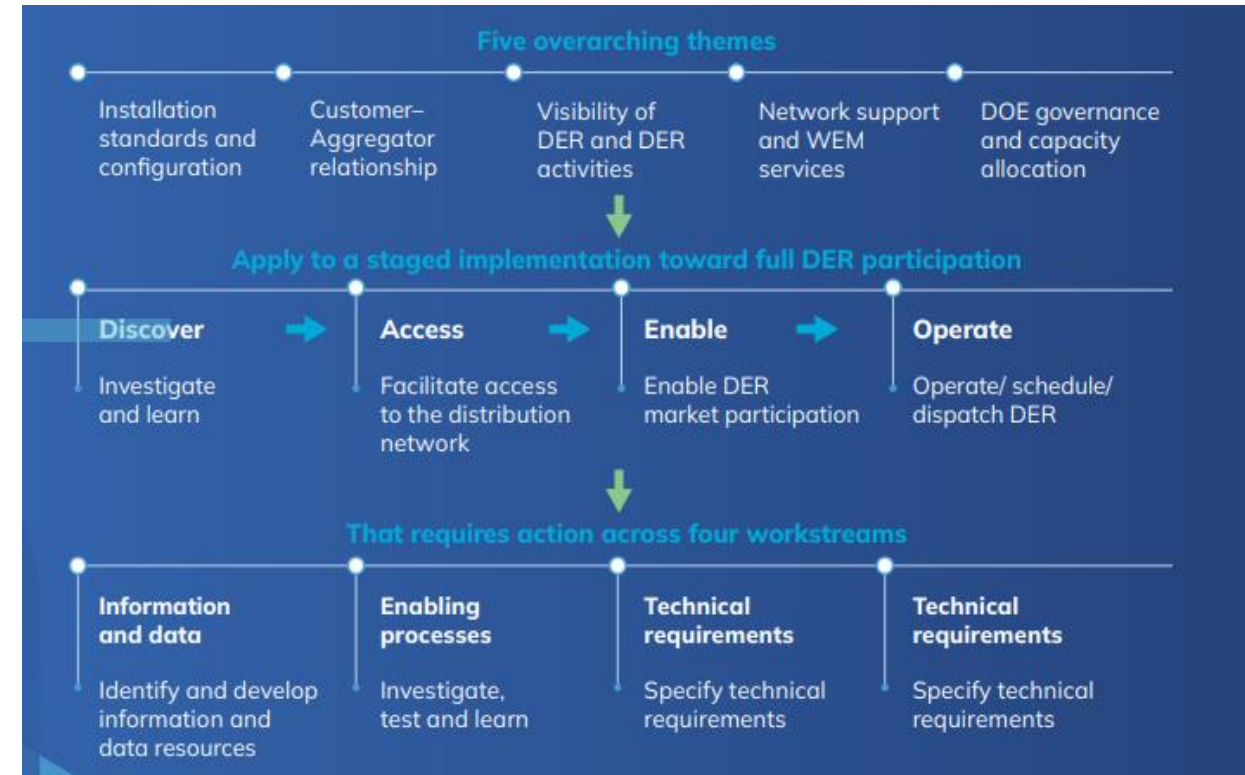 Five overarching themes
Installation
standards and
configuration
Customer–
Aggregator
relationship
Visibility of
DER and DER
activities
Network support
and WEM
services
DOE governance
and capacity
allocation
Apply to a staged implementation toward full DER participation
Discover
Investigate
and learn
Access
Facilitate access
to the distribution
network
Enable
Enable DER
market participation
Operate
Operate/ schedule/
dispatch DER
That requires action across four workstreams
Information
and data
Identify and develop
information and
data resources
Enabling
processes
Investigate,
test and learn
Technical
requirements
Specify technical
requirements
Technical
requirements
Specify technical
requirements